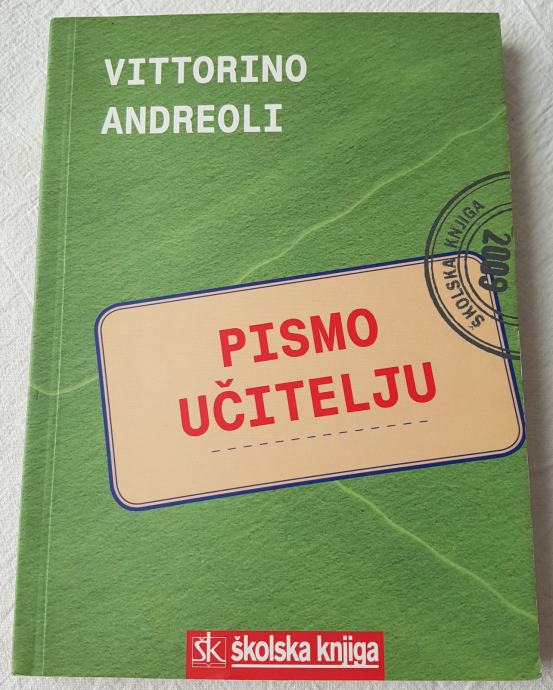 VITTORINO
ANDREOLI
ŠKOLSKA KNJIGA
2009
PISMO
UČITELJU
šk školska knjiga